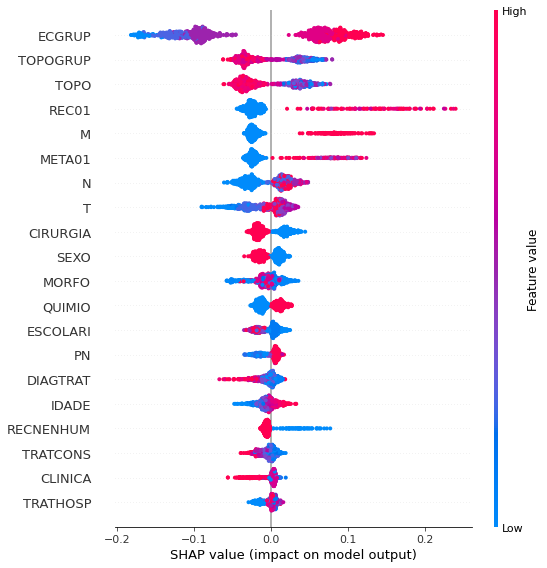 High
ECGRUP
TOPOGRUP
TOPO
REC01
M
META01
N
T
CIRURGIA
SEXO
MORFO
QUIMIO
ESCOLARI
PN
DIAGTRAT
IDADE
RECNENHUM
TRATCONS
CLINICA
TRATHOSP
Feature value
Low
−0.2 −0.1 0.0 0.1 0.2
SHAP value (impact on model output)